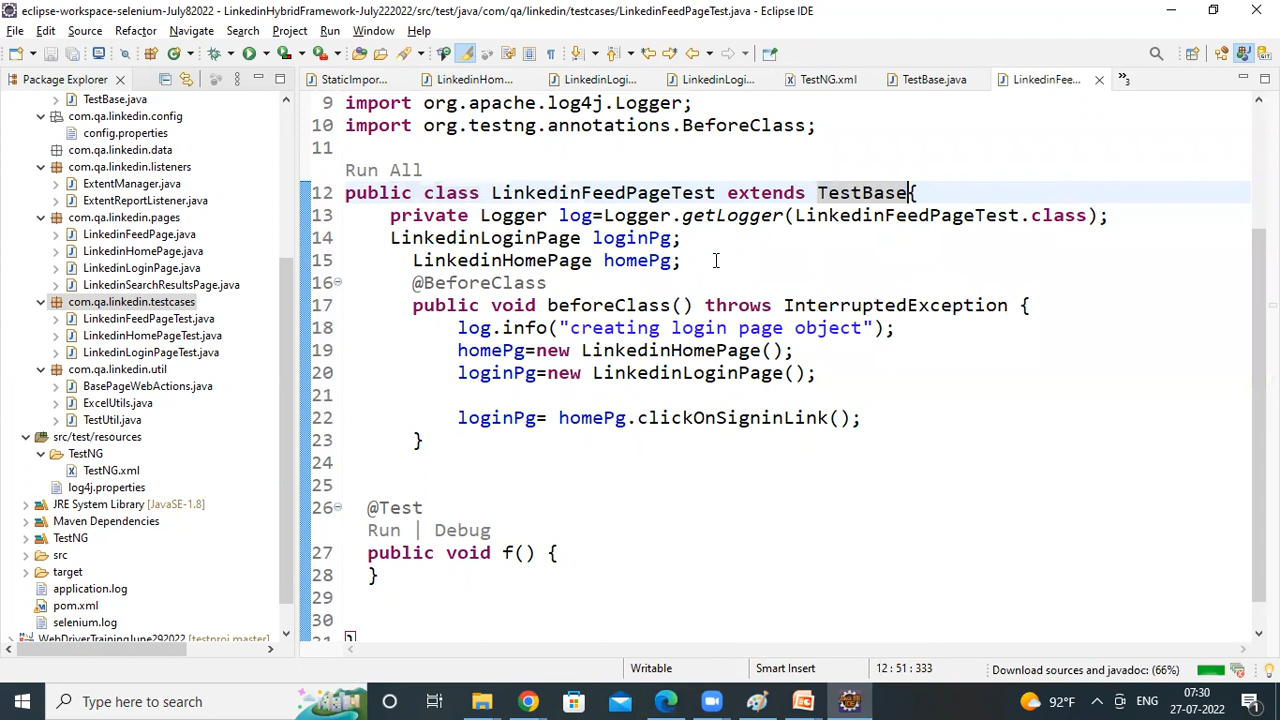 eclipse-workspace-selenium-July82022 - LinkedinHybridFramework-July222022/src/test/java/com/qa/linkedin/testcases/LinkedinFeedPageTest.java - Eclipse IDE
File Edit Source Refactor Navigate Search Project Run Window Help
Package Explorer
StaticImpor...
LinkedinHom...
LinkedinLogi...
LinkedinLogi...
TestNG.xml
TestBase.java
LinkedinFee...
3
TestBase.java
com.qa.linkedin.config
config.properties
com.qa.linkedin.data
com.qa.linkedin.listeners
ExtentManager.java
ExtentReportListener.java
com.qa.linkedin.pages
LinkedinFeedPage.java
LinkedinHomePage.java
LinkedinLoginPage.java
LinkedinSearchResultsPage.java
com.qa.linkedin.testcases
LinkedinFeedPageTest.java
LinkedinHomePageTest.java
LinkedinLoginPageTest.java
com.qa.linkedin.util
BasePageWebActions.java
ExcelUtils.java
TestUtil.java
src/test/resources
TestNG
TestNG.xml
log4j.properties
JRE System Library [JavaSE-1.8]
Maven Dependencies
TestNG
src
target
application.log
pom.xml
selenium.log
WebDriverTrainingJune292022 [testproj master]
9 import org.apache.log4j.Logger;
10 import org.testng.annotations.BeforeClass;
11
Run All
12 public class LinkedinFeedPageTest extends TestBase{
13 private Logger log=Logger.getLogger(LinkedinFeedPageTest.class);
14 LinkedinLoginPage loginPg;
15 LinkedinHomePage homePg;
16 @BeforeClass
17 public void beforeClass() throws InterruptedException {
18 log.info("creating login page object");
19 homePg=new LinkedinHomePage();
20 loginPg=new LinkedinLoginPage();
21
22 loginPg= homePg.clickOnSigninLink();
23 }
24
25
26 @Test
Run | Debug
27 public void f() {
28 }
29
30
31 }
Writable
Smart Insert
12 : 51 : 333
Download sources and javadoc: (66%)
Type here to search
92°F
ENG
07:30
27-07-2022
1